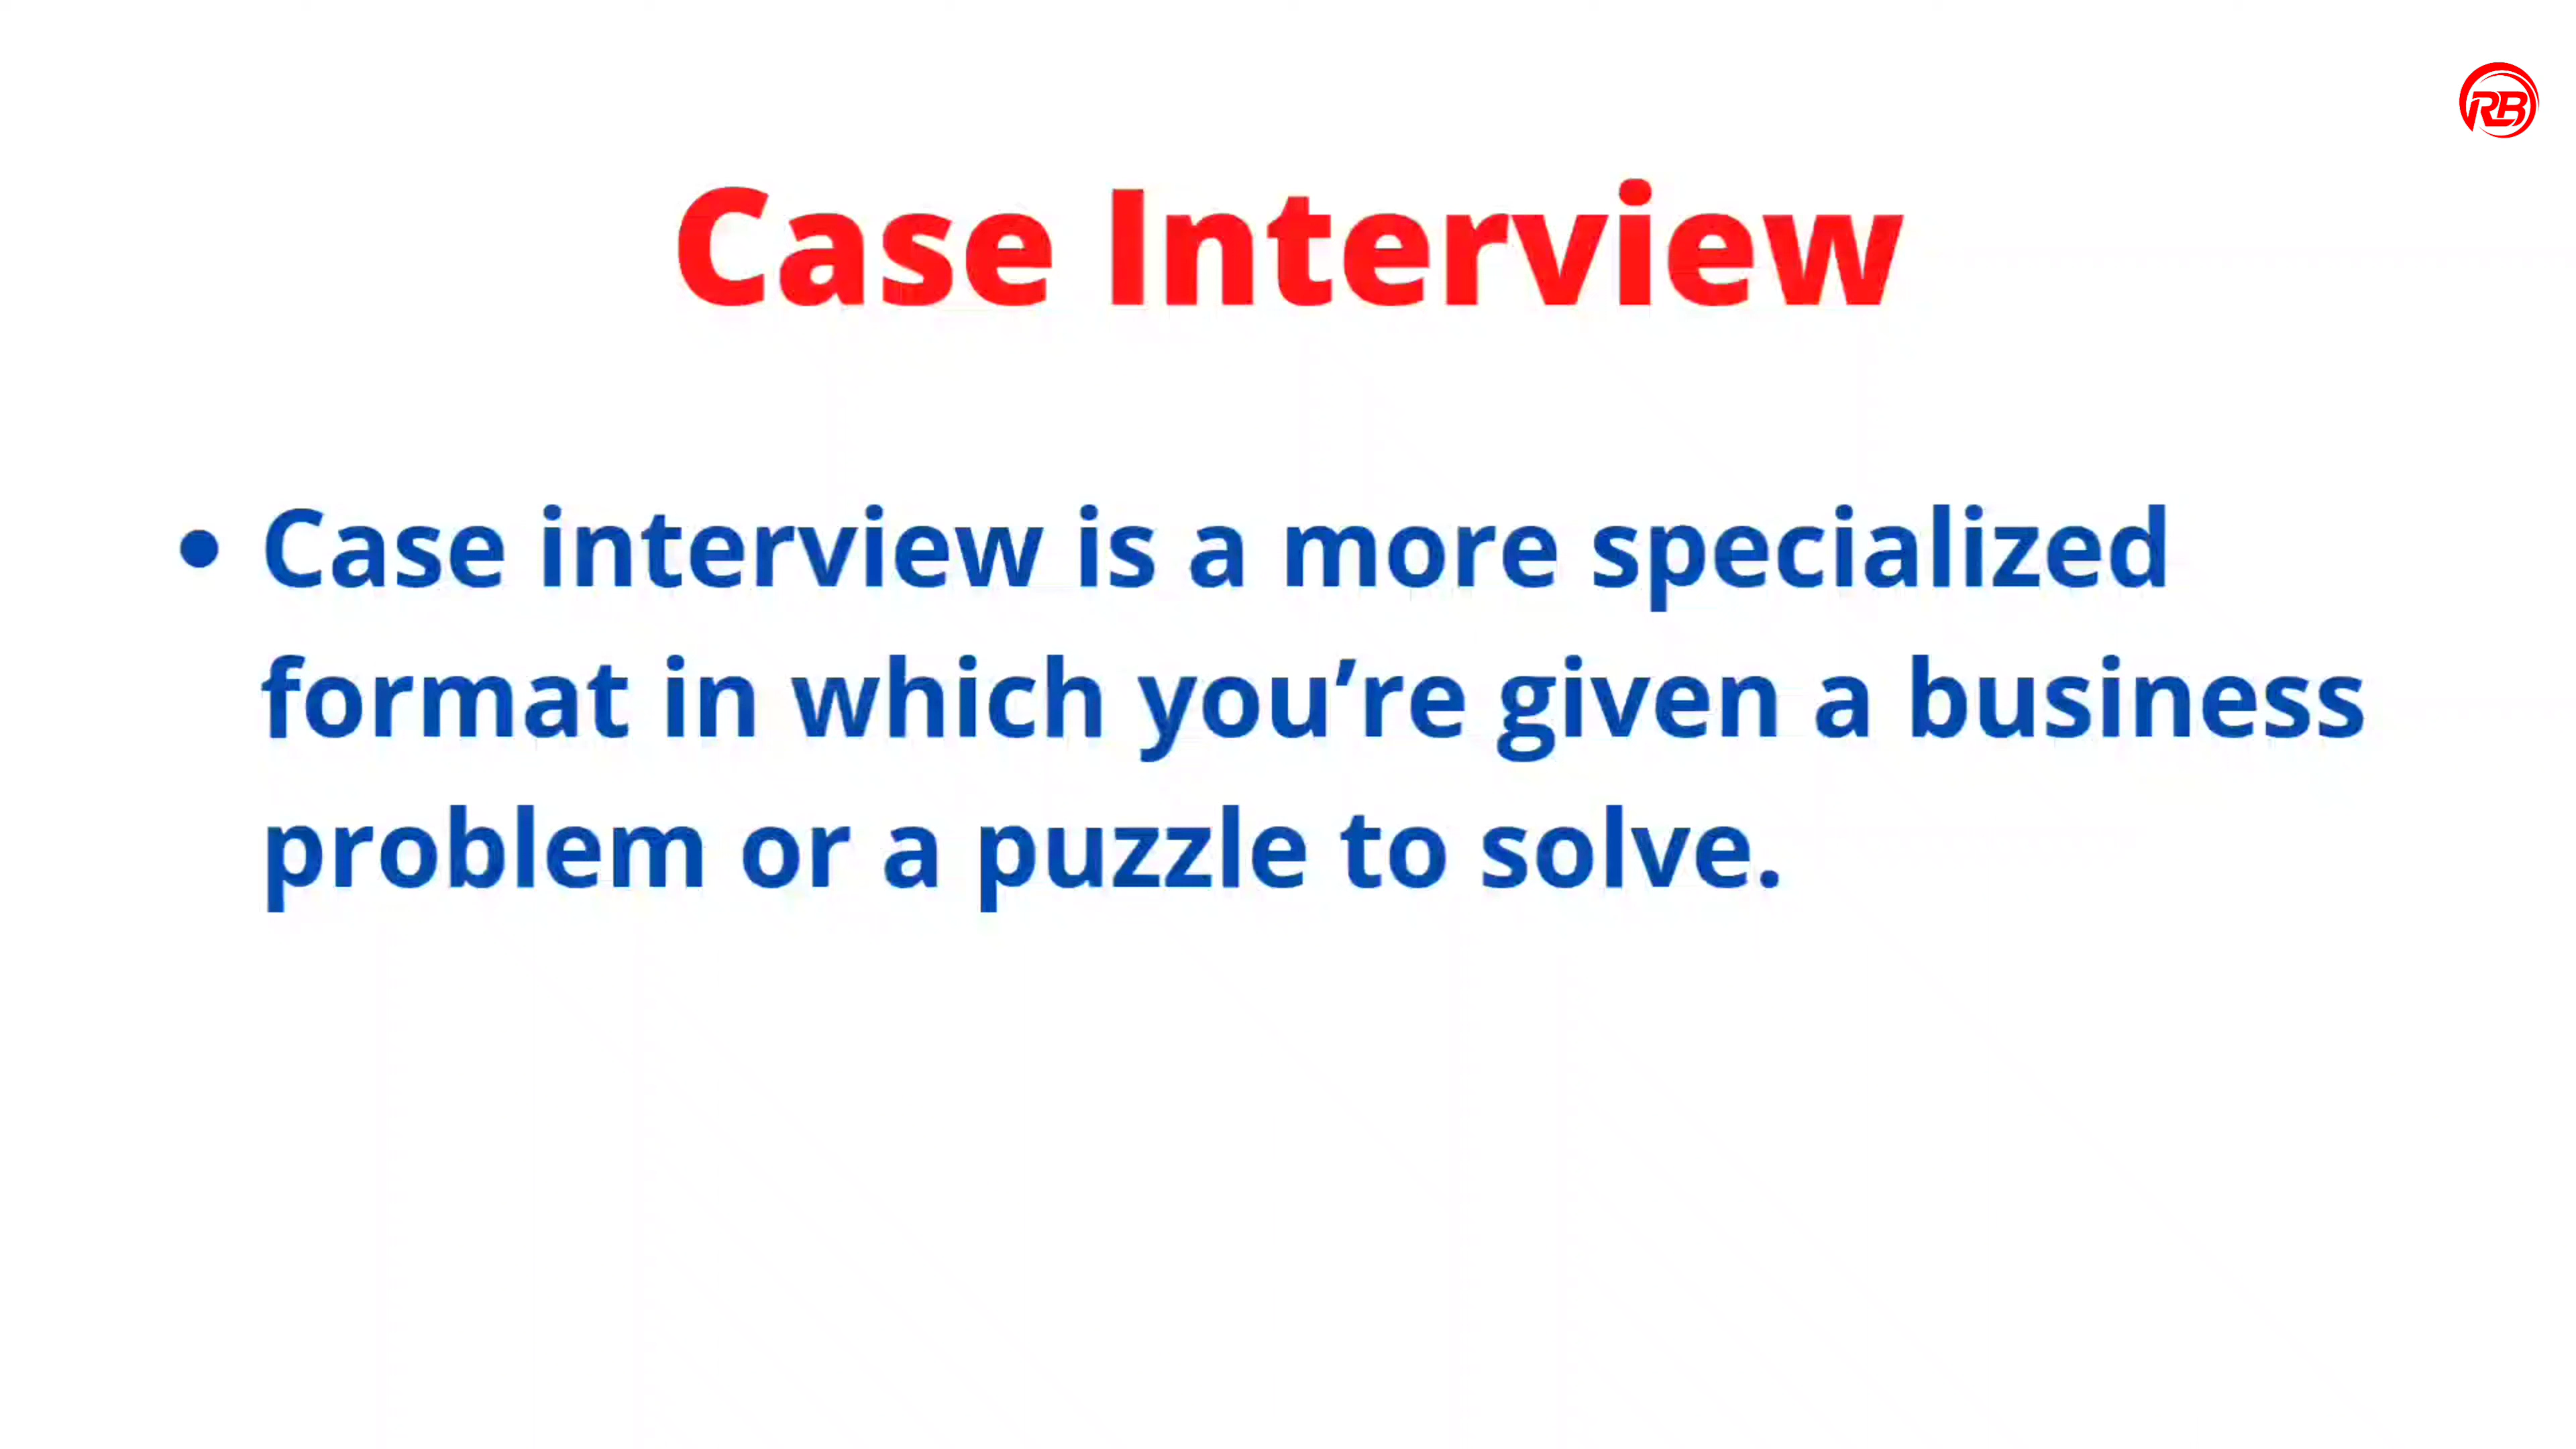 RB
Case Interview
• Case interview is a more specialized
format in which you’re given a business
problem or a puzzle to solve.